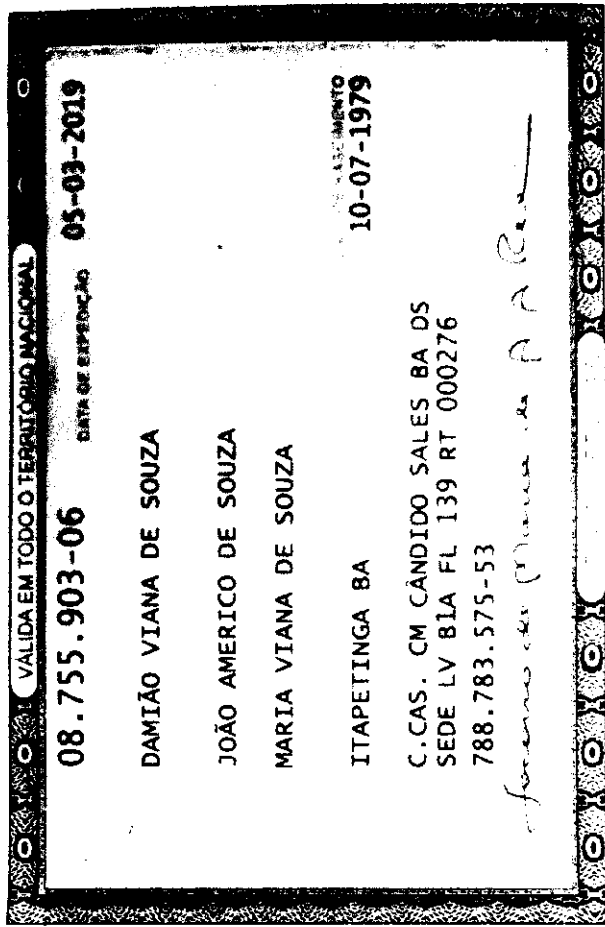 VÁLIDA EM TODO O TERRITÓRIO NACIONAL
08.755.903-06 DATA DE EXPEDIÇÃO 05-03-2019
DAMIÃO VIANA DE SOUZA
JOÃO AMERICO DE SOUZA
MARIA VIANA DE SOUZA
NASCIMENTO
ITAPETINGA BA 10-07-1979
C.CAS. CM CÂNDIDO SALES BA DS
SEDE LV B1A FL 139 RT 000276
788.783.575-53